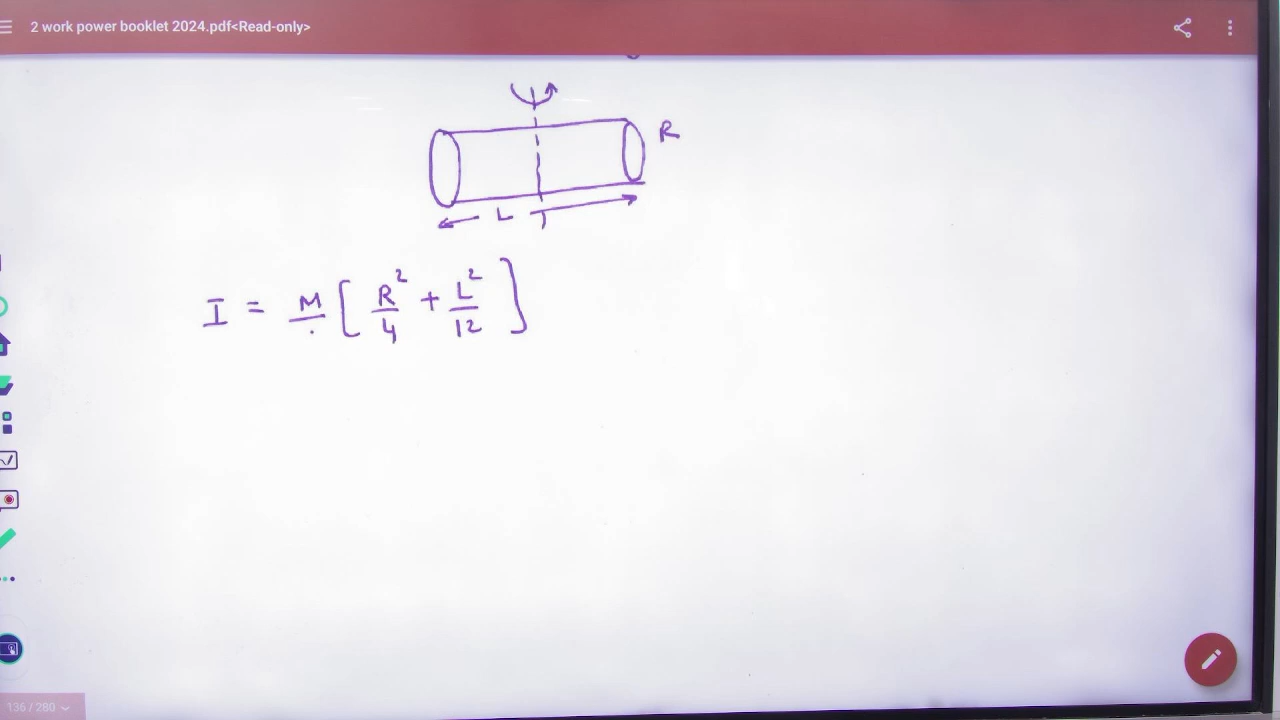 2 work power booklet 2024.pdf<Read-only>
R
L
I = M/. [ R²/4 + L²/12 ]
136 / 280